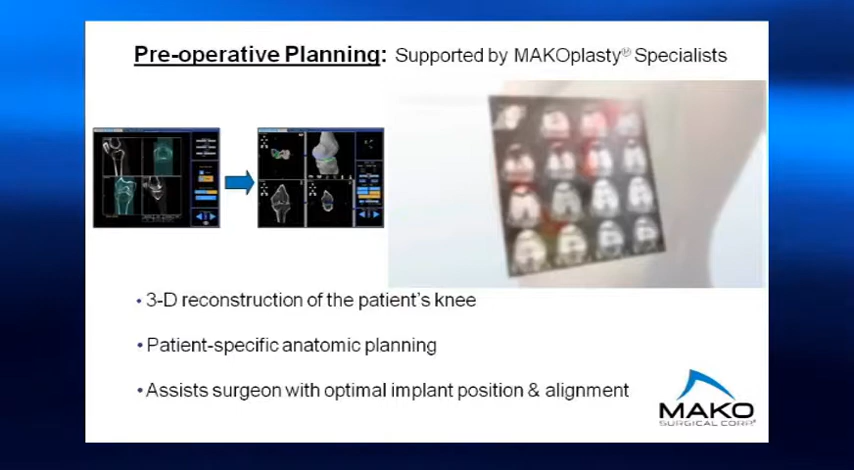 Pre-operative Planning: Supported by MAKOplasty® Specialists
• 3-D reconstruction of the patient's knee
• Patient-specific anatomic planning
• Assists surgeon with optimal implant position & alignment
MAKO
SURGICAL CORP.